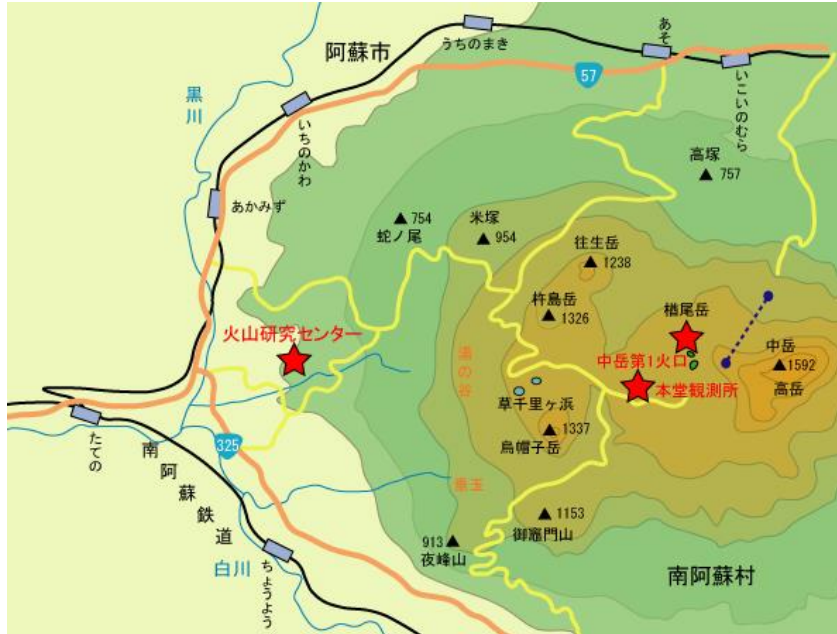 阿蘇市
うちのまき
あそ
57
いこいのむら
黒川
いちのかわ
高塚
757
あかみず
754
蛇ノ尾
米塚
954
往生岳
1238
杵島岳
1326
楢尾岳
火山研究センター
湯の谷
中岳第1火口
中岳
1592
高岳
本堂観測所
草千里ヶ浜
1337
烏帽子岳
たての
325
南阿蘇鉄道
垂玉
1153
御竈門山
913
夜峰山
白川
ちょうよう
南阿蘇村